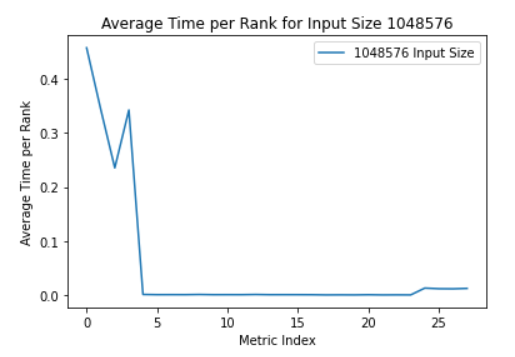 Average Time per Rank for Input Size 1048576
1048576 Input Size
Average Time per Rank
0.4
0.3
0.2
0.1
0.0
0 5 10 15 20 25
Metric Index